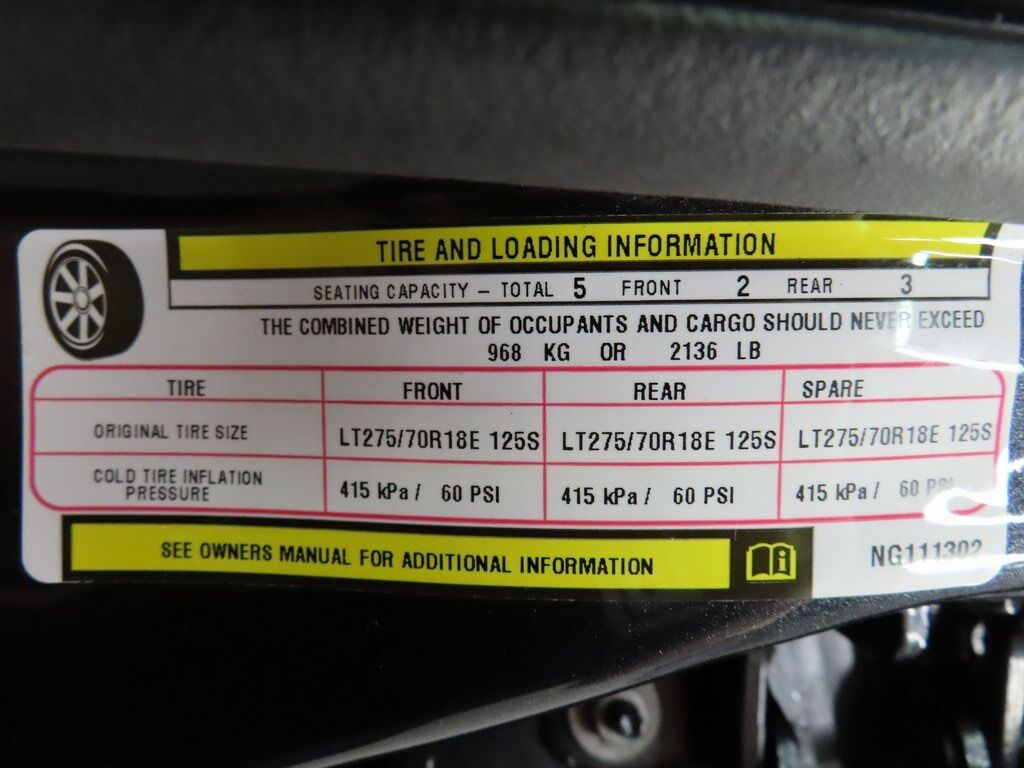 TIRE AND LOADING INFORMATION
SEATING CAPACITY – TOTAL 5 FRONT 2 REAR 3
THE COMBINED WEIGHT OF OCCUPANTS AND CARGO SHOULD NEVER EXCEED
968 KG OR 2136 LB
TIRE FRONT REAR SPARE
ORIGINAL TIRE SIZE LT275/70R18E 125S LT275/70R18E 125S LT275/70R18E 125S
COLD TIRE INFLATION
PRESSURE 415 kPa / 60 PSI 415 kPa / 60 PSI 415 kPa / 60 PSI
SEE OWNERS MANUAL FOR ADDITIONAL INFORMATION
NG111302